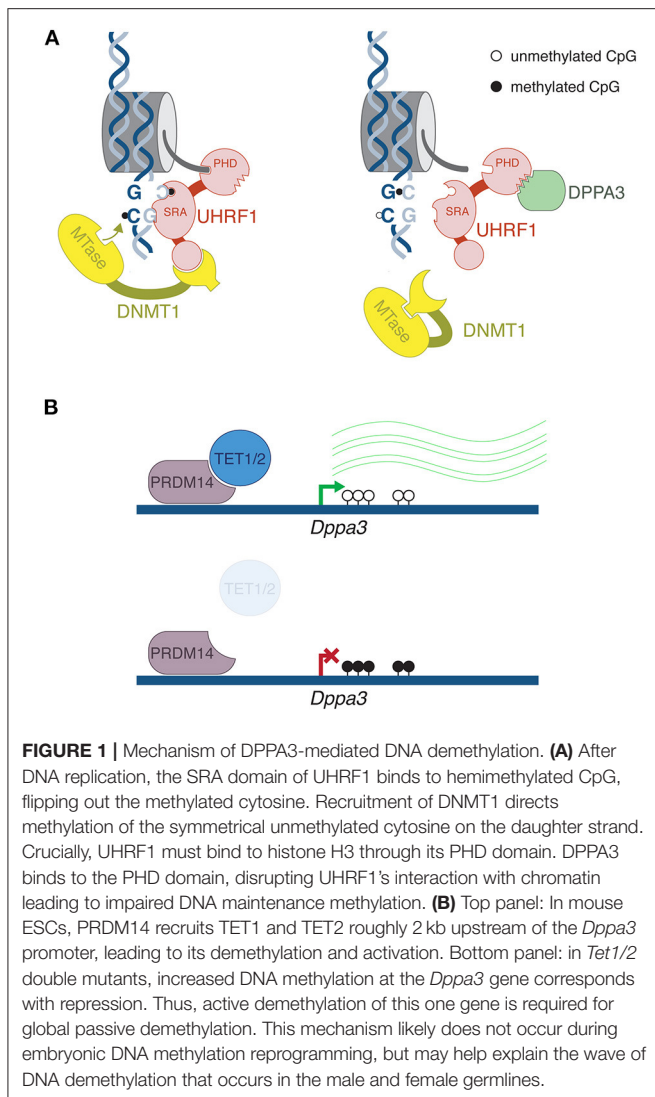 A
unmethylated CpG
methylated CpG
PHD
PHD
DPPA3
G C
G C
SRA
SRA
C G
UHRF1
C G
UHRF1
MTase
DNMT1
MTase
DNMT1
B
TET1/2
PRDM14
Dppa3
TET1/2
PRDM14
Dppa3
FIGURE 1 | Mechanism of DPPA3-mediated DNA demethylation. (A) After
DNA replication, the SRA domain of UHRF1 binds to hemimethylated CpG,
flipping out the methylated cytosine. Recruitment of DNMT1 directs
methylation of the symmetrical unmethylated cytosine on the daughter strand.
Crucially, UHRF1 must bind to histone H3 through its PHD domain. DPPA3
binds to the PHD domain, disrupting UHRF1's interaction with chromatin
leading to impaired DNA maintenance methylation. (B) Top panel: In mouse
ESCs, PRDM14 recruits TET1 and TET2 roughly 2 kb upstream of the Dppa3
promoter, leading to its demethylation and activation. Bottom panel: in Tet1/2
double mutants, increased DNA methylation at the Dppa3 gene corresponds
with repression. Thus, active demethylation of this one gene is required for
global passive demethylation. This mechanism likely does not occur during
embryonic DNA methylation reprogramming, but may help explain the wave of
DNA demethylation that occurs in the male and female germlines.